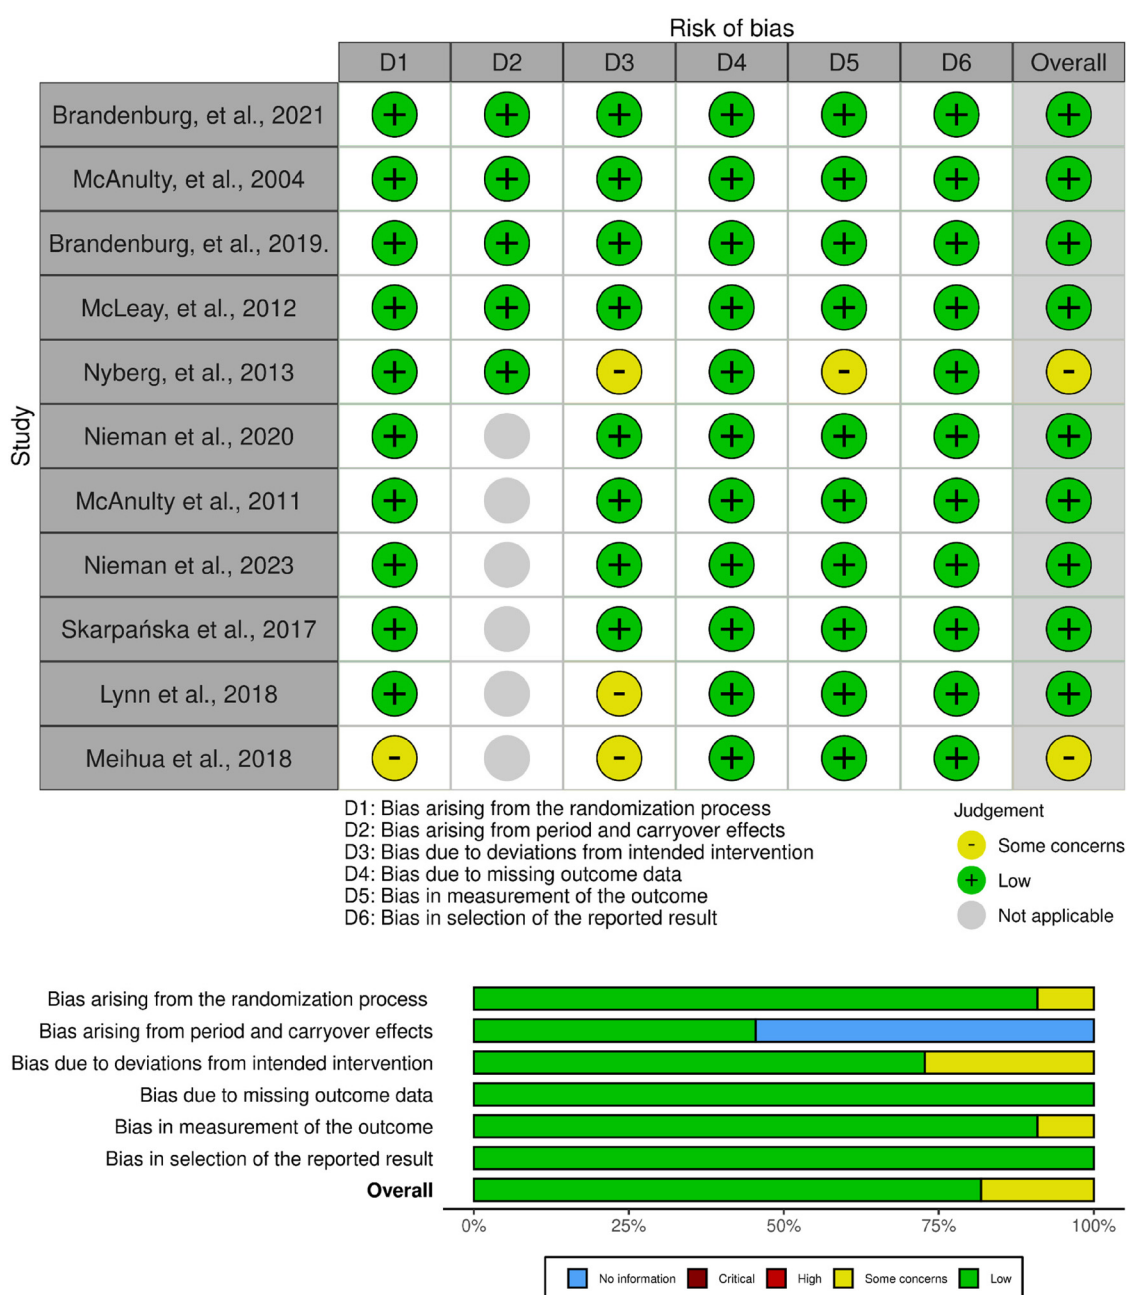 Risk of bias
D1 D2 D3 D4 D5 D6 Overall
Study
Brandenburg, et al., 2021 + + + + + + +
McAnulty, et al., 2004 + + + + + + +
Brandenburg, et al., 2019. + + + + + + +
McLeay, et al., 2012 + + + + + + +
Nyberg, et al., 2013 + + - + - + -
Nieman et al., 2020 + + + + + +
McAnulty et al., 2011 + + + + + +
Nieman et al., 2023 + + + + + +
Skarpańska et al., 2017 + + + + + +
Lynn et al., 2018 + - + + + +
Meihua et al., 2018 - - + + + -
D1: Bias arising from the randomization process
D2: Bias arising from period and carryover effects
D3: Bias due to deviations from intended intervention
D4: Bias due to missing outcome data
D5: Bias in measurement of the outcome
D6: Bias in selection of the reported result
Judgement
- Some concerns
+ Low
Not applicable
Bias arising from the randomization process
Bias arising from period and carryover effects
Bias due to deviations from intended intervention
Bias due to missing outcome data
Bias in measurement of the outcome
Bias in selection of the reported result
Overall
0% 25% 50% 75% 100%
No information Critical High Some concerns Low